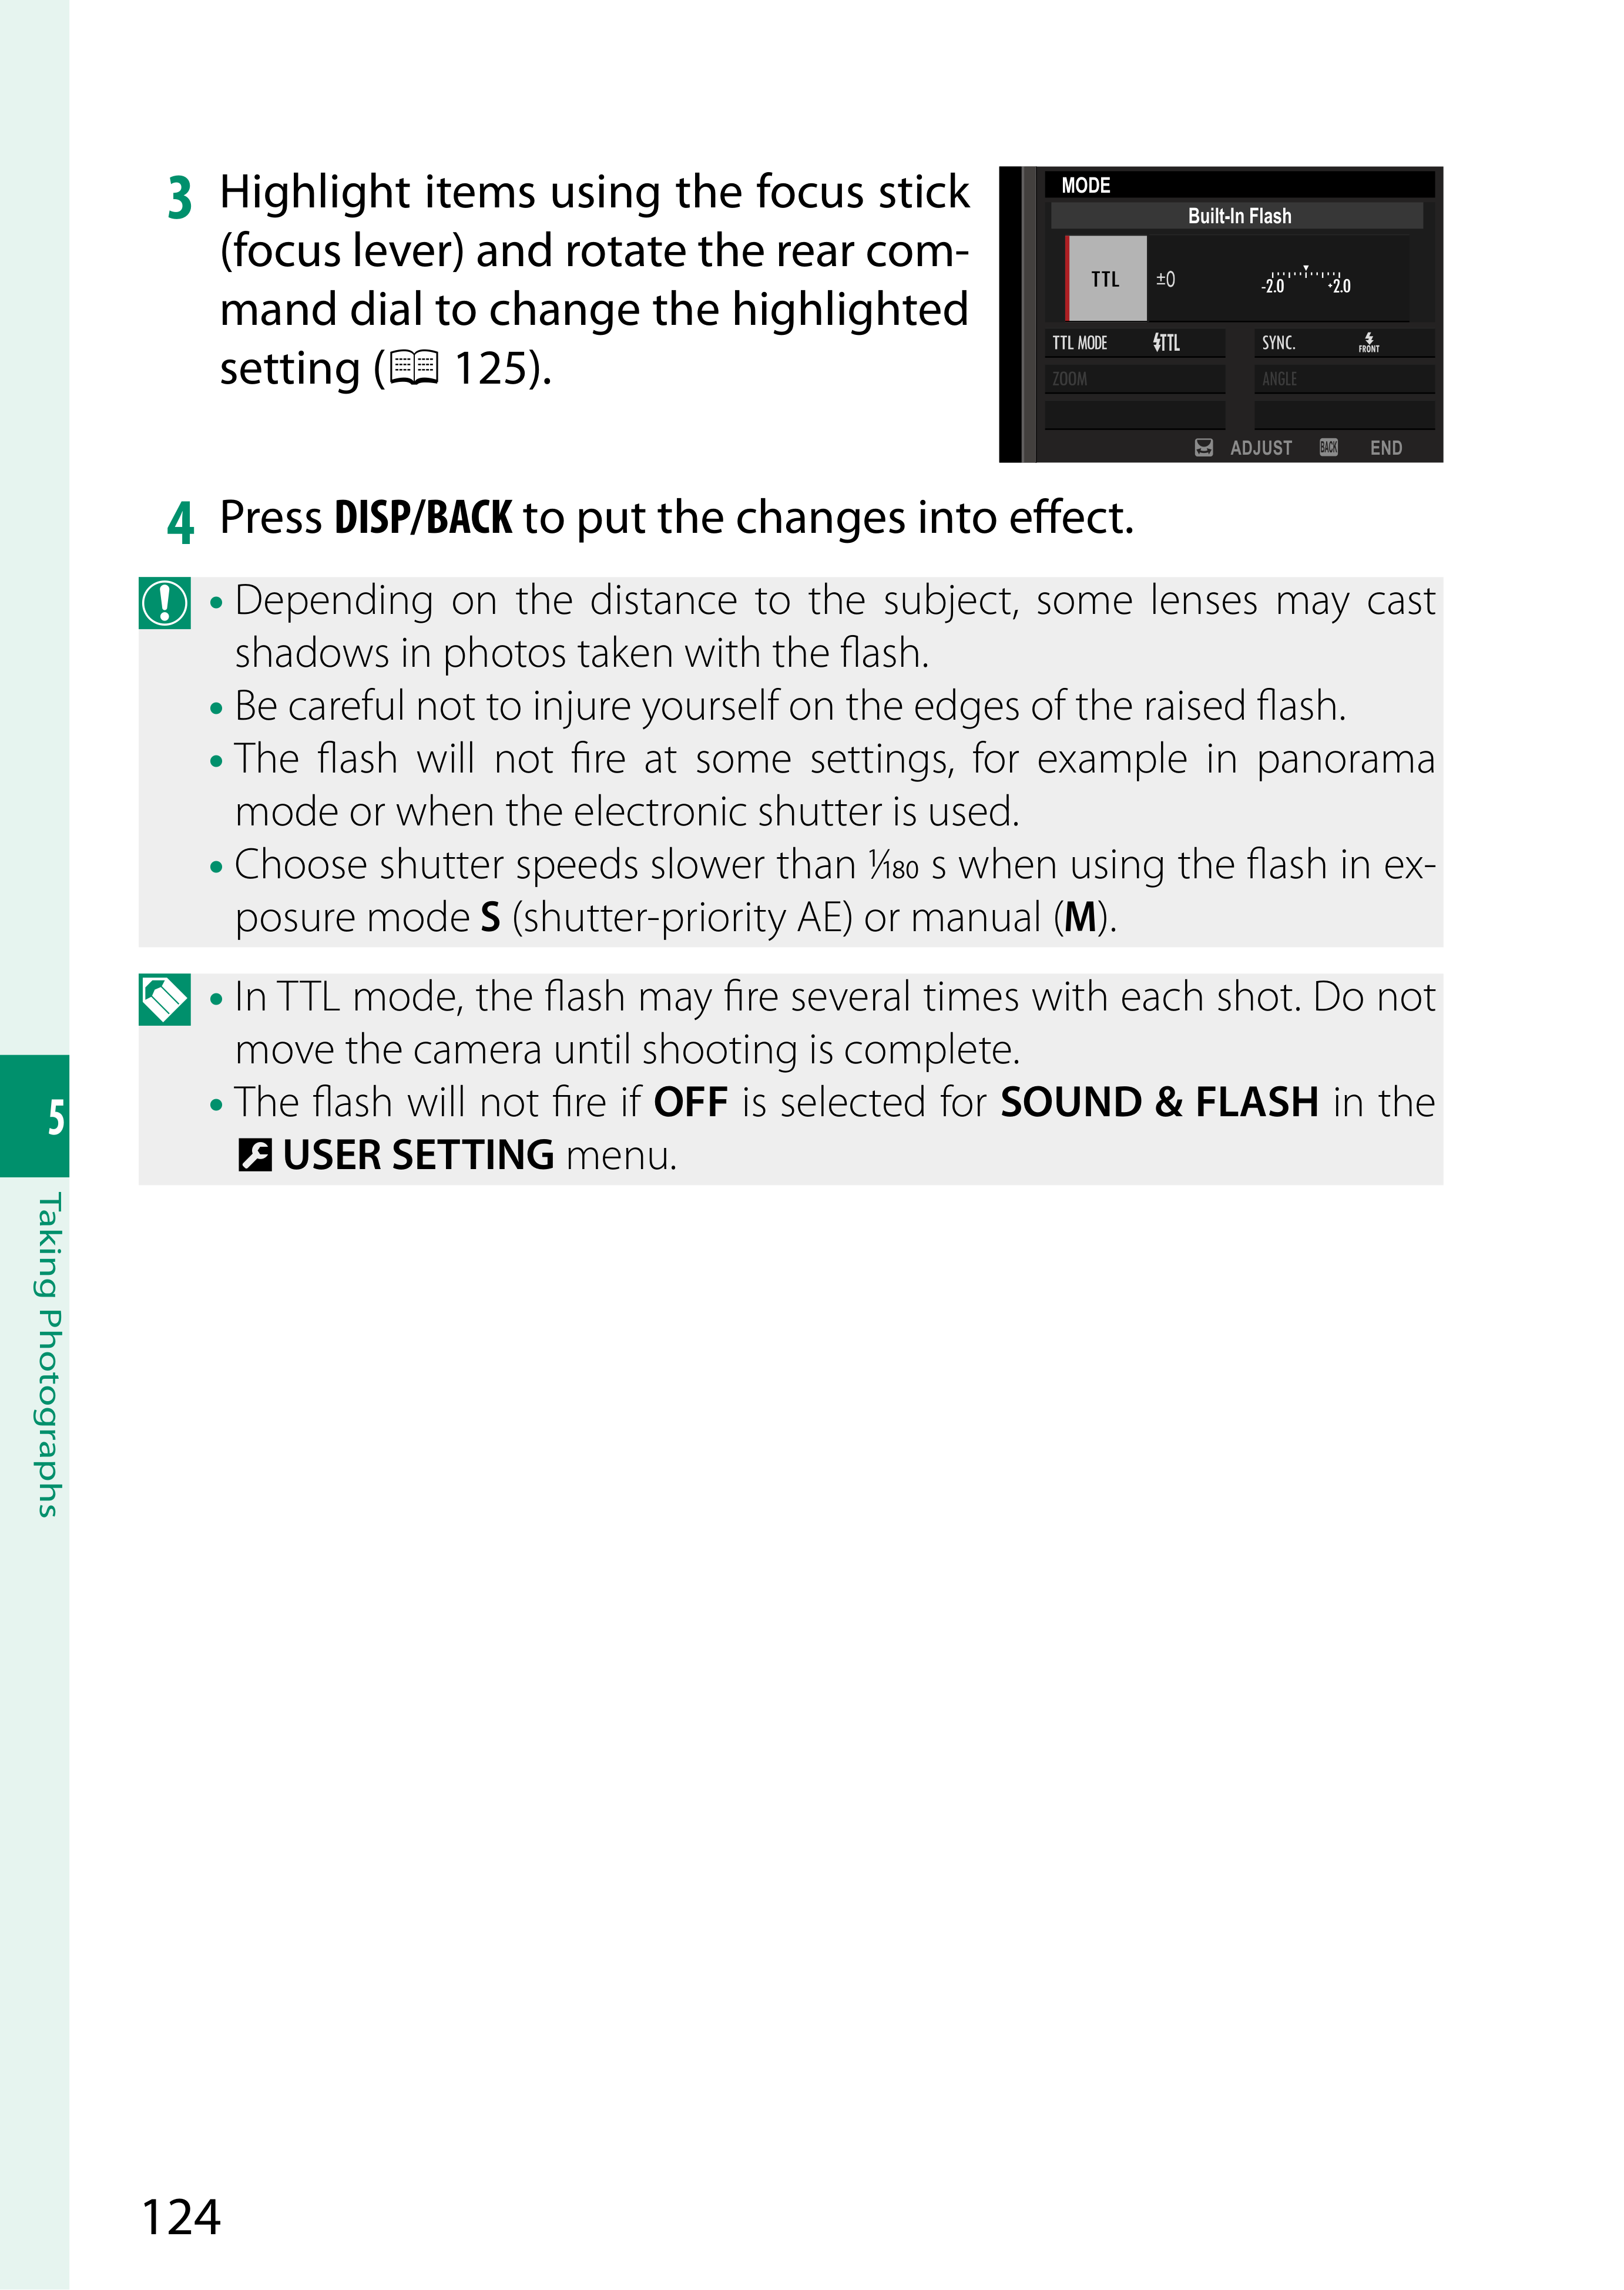 3 Highlight items using the focus stick
(focus lever) and rotate the rear com-
mand dial to change the highlighted
setting (125).
MODE
Built-In Flash
TTL ±0 -2.0 +2.0
TTL MODE TTL SYNC. FRONT
ZOOM ANGLE
ADJUST BACK END
4 Press DISP/BACK to put the changes into effect.
• Depending on the distance to the subject, some lenses may cast
shadows in photos taken with the flash.
• Be careful not to injure yourself on the edges of the raised flash.
• The flash will not fire at some settings, for example in panorama
mode or when the electronic shutter is used.
• Choose shutter speeds slower than 1/180 s when using the flash in ex-
posure mode S (shutter-priority AE) or manual (M).
• In TTL mode, the flash may fire several times with each shot. Do not
move the camera until shooting is complete.
• The flash will not fire if OFF is selected for SOUND & FLASH in the
USER SETTING menu.
5
Taking Photographs
124